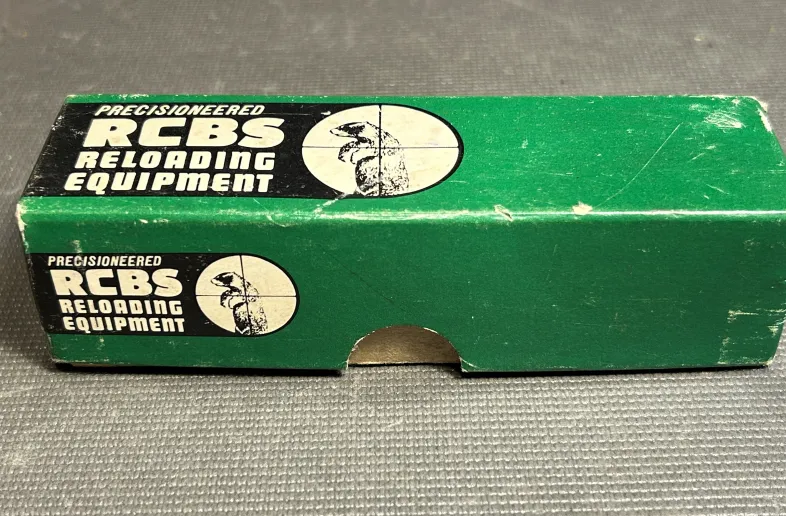 PRECISIONEERED
RCBS
RELOADING
EQUIPMENT
PRECISIONEERED
RCBS
RELOADING
EQUIPMENT